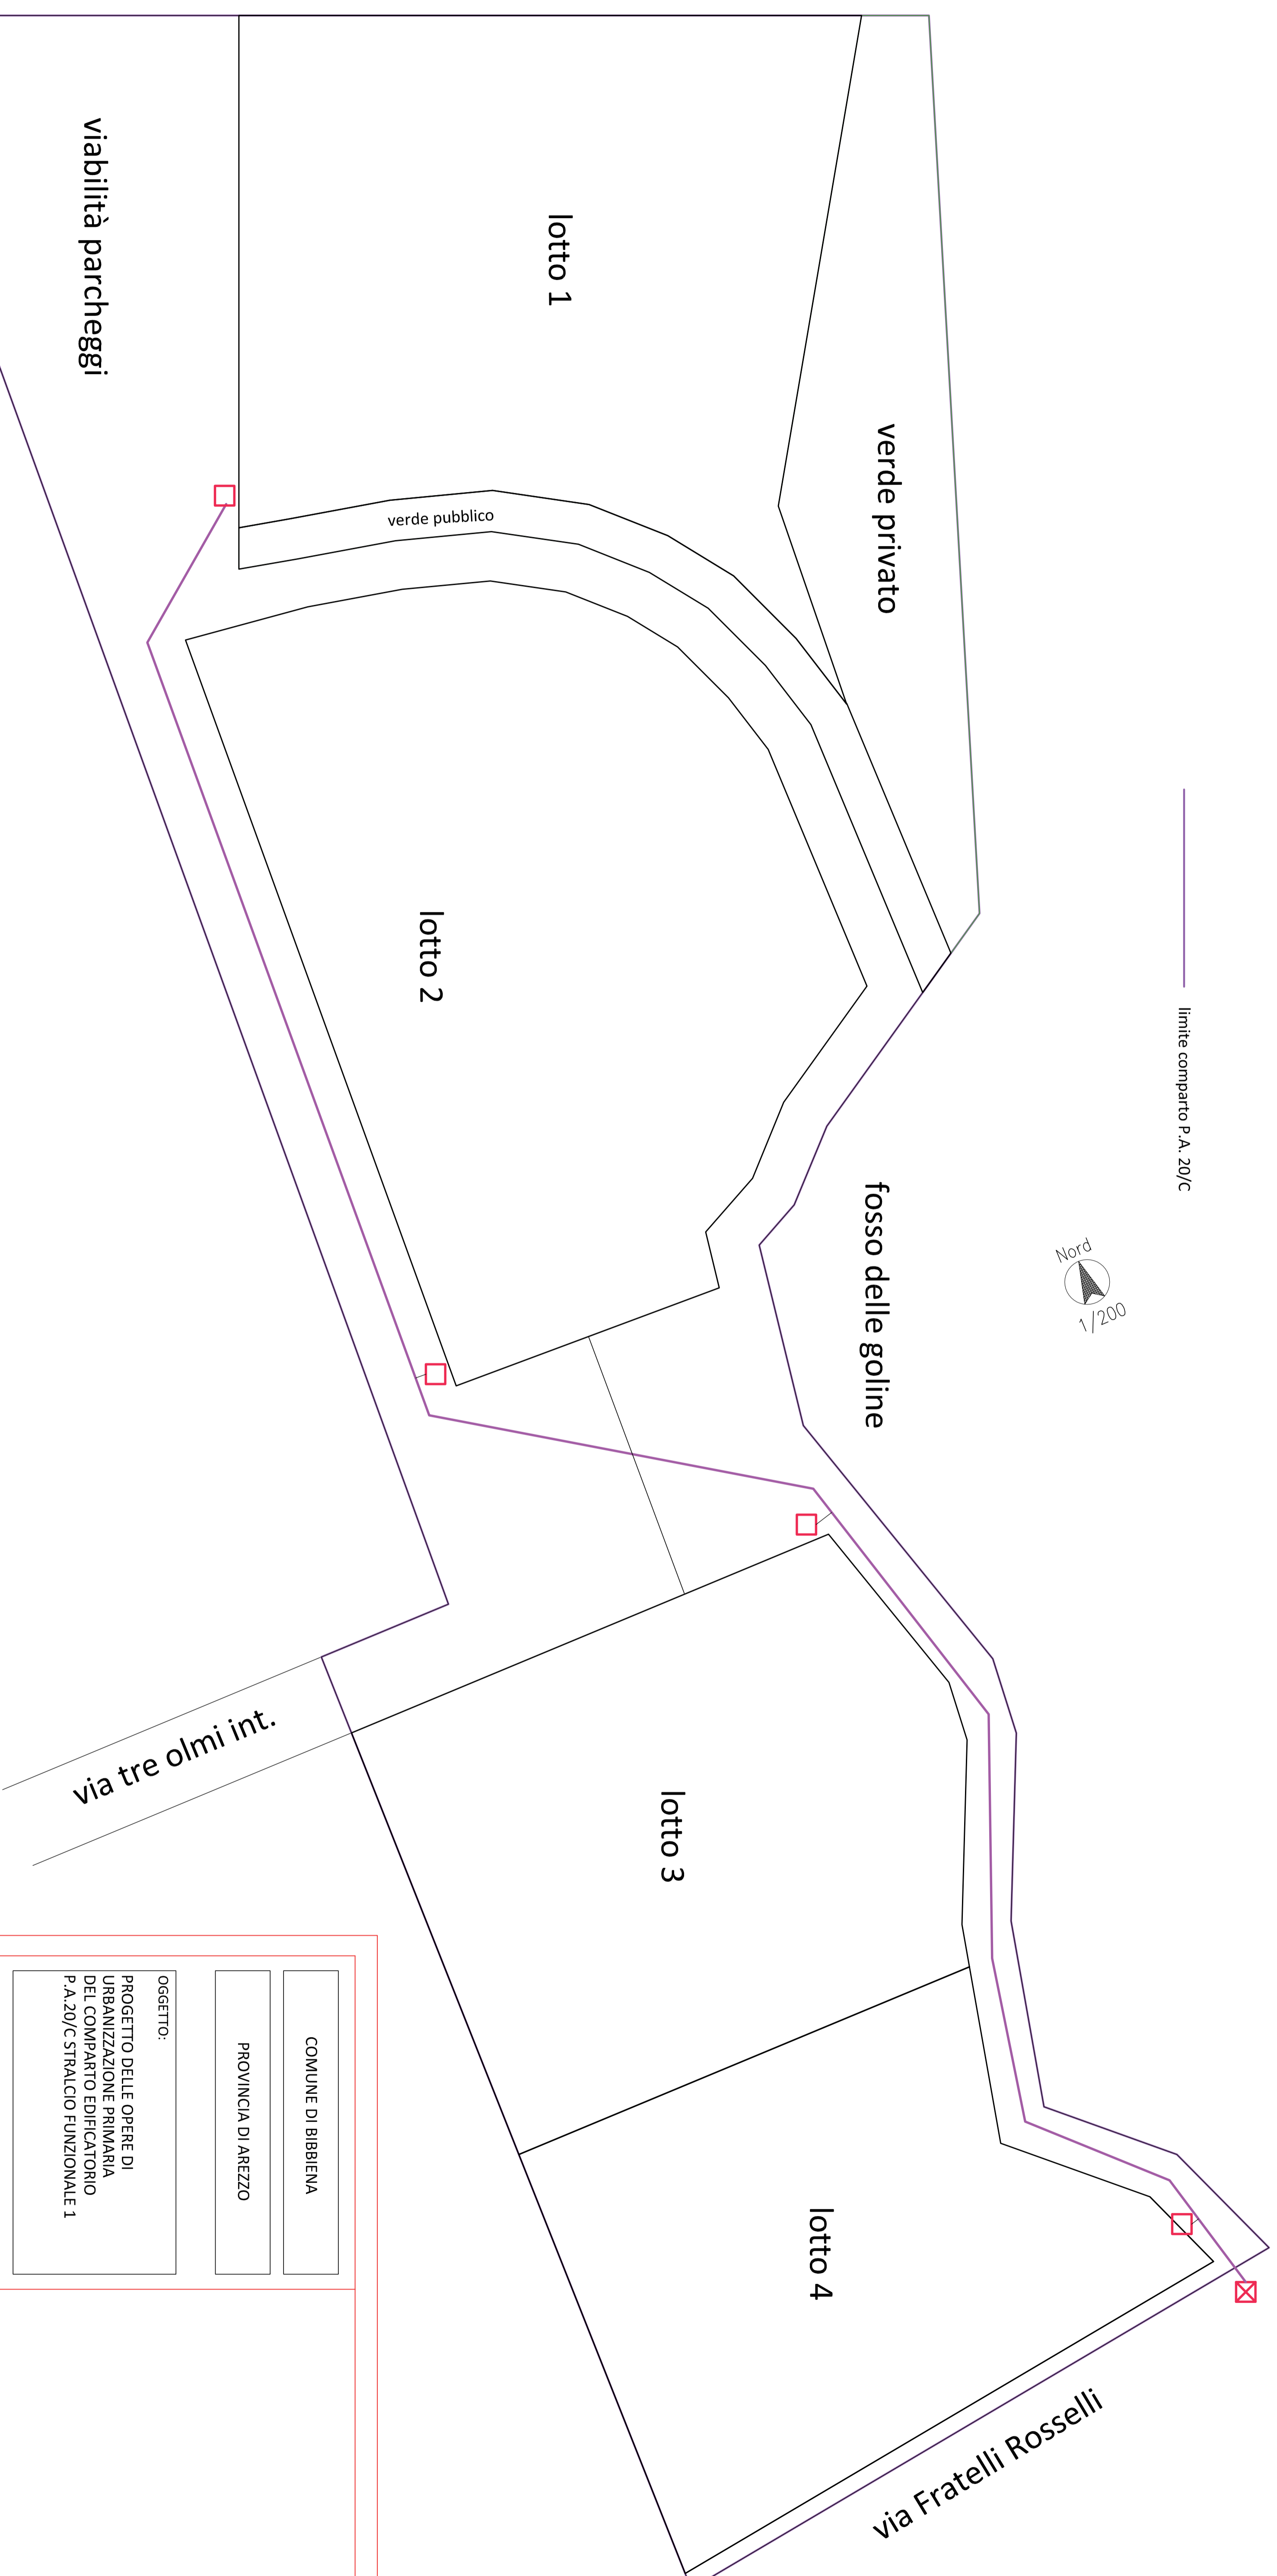 limite comparto P.A. 20/C
Nord
1/200
verde privato
fosso delle goline
lotto 1
verde pubblico
lotto 2
lotto 3
lotto 4
viabilità parcheggi
via tre olmi int.
via Fratelli Rosselli
COMUNE DI BIBBIENA
PROVINCIA DI AREZZO
OGGETTO:
PROGETTO DELLE OPERE DI
URBANIZZAZIONE PRIMARIA
DEL COMPARTO EDIFICATORIO
P.A.20/C STRALCIO FUNZIONALE 1